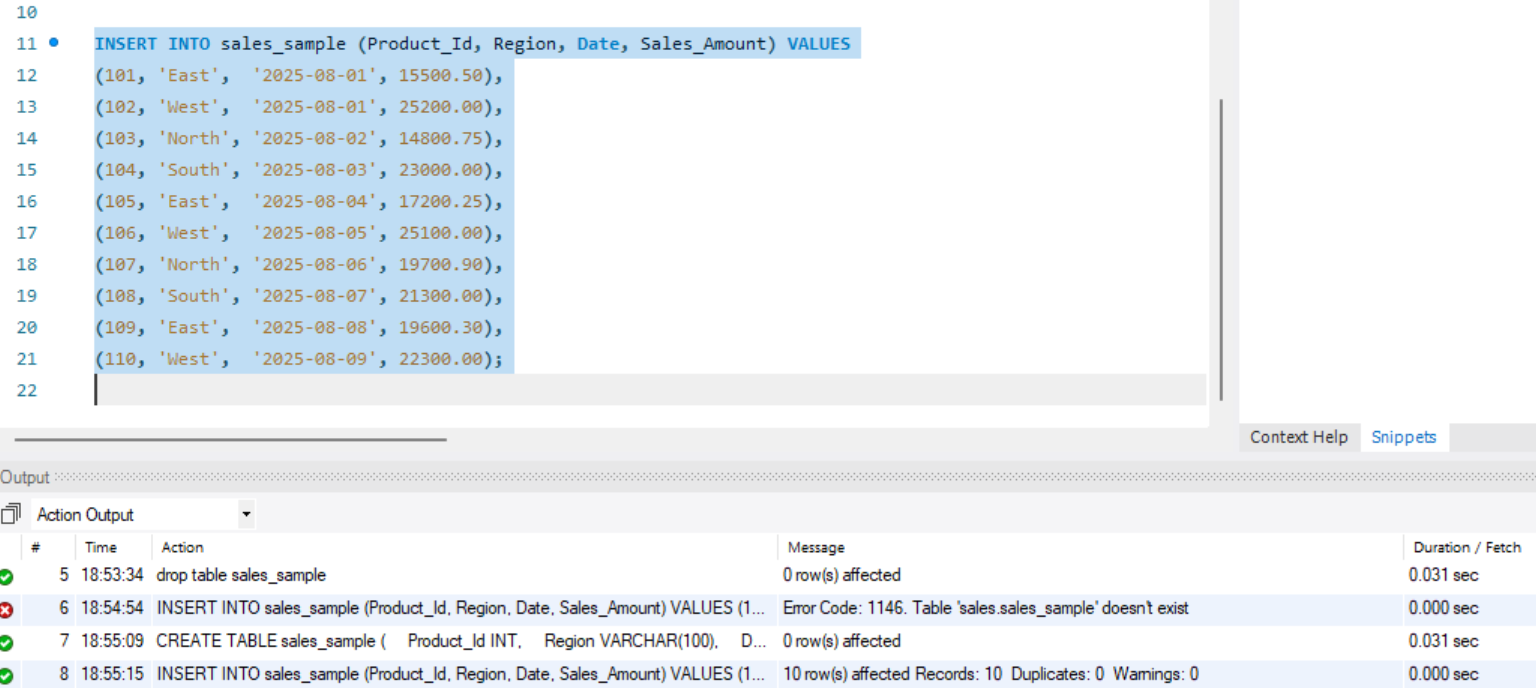 10
11 INSERT INTO sales_sample (Product_Id, Region, Date, Sales_Amount) VALUES
12 (101, 'East',  '2025-08-01', 15500.50),
13 (102, 'West',  '2025-08-01', 25200.00),
14 (103, 'North', '2025-08-02', 14800.75),
15 (104, 'South', '2025-08-03', 23000.00),
16 (105, 'East',  '2025-08-04', 17200.25),
17 (106, 'West',  '2025-08-05', 25100.00),
18 (107, 'North', '2025-08-06', 19700.90),
19 (108, 'South', '2025-08-07', 21300.00),
20 (109, 'East',  '2025-08-08', 19600.30),
21 (110, 'West',  '2025-08-09', 22300.00);
22
Context Help Snippets
Output
Action Output
# Time Action Message Duration / Fetch
5 18:53:34 drop table sales_sample 0 row(s) affected 0.031 sec
6 18:54:54 INSERT INTO sales_sample (Product_Id, Region, Date, Sales_Amount) VALUES (1... Error Code: 1146. Table 'sales.sales_sample' doesn't exist 0.000 sec
7 18:55:09 CREATE TABLE sales_sample ( Product_Id INT, Region VARCHAR(100), D... 0 row(s) affected 0.031 sec
8 18:55:15 INSERT INTO sales_sample (Product_Id, Region, Date, Sales_Amount) VALUES (1... 10 row(s) affected Records: 10 Duplicates: 0 Warnings: 0 0.000 sec